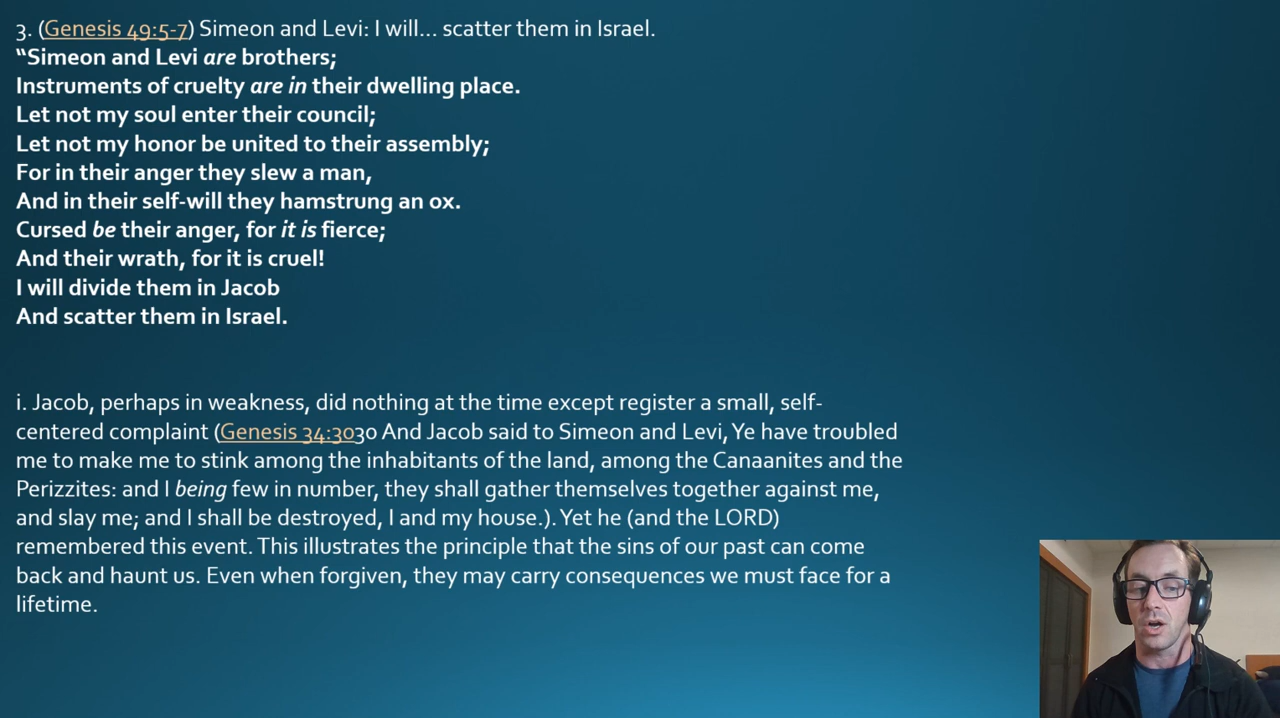 3. (Genesis 49:5-7) Simeon and Levi: I will... scatter them in Israel.
“Simeon and Levi are brothers;
Instruments of cruelty are in their dwelling place.
Let not my soul enter their council;
Let not my honor be united to their assembly;
For in their anger they slew a man,
And in their self-will they hamstrung an ox.
Cursed be their anger, for it is fierce;
And their wrath, for it is cruel!
I will divide them in Jacob
And scatter them in Israel.
i. Jacob, perhaps in weakness, did nothing at the time except register a small, self-
centered complaint (Genesis 34:3030 And Jacob said to Simeon and Levi, Ye have troubled
me to make me to stink among the inhabitants of the land, among the Canaanites and the
Perizzites: and I being few in number, they shall gather themselves together against me,
and slay me; and I shall be destroyed, I and my house.). Yet he (and the LORD)
remembered this event. This illustrates the principle that the sins of our past can come
back and haunt us. Even when forgiven, they may carry consequences we must face for a
lifetime.